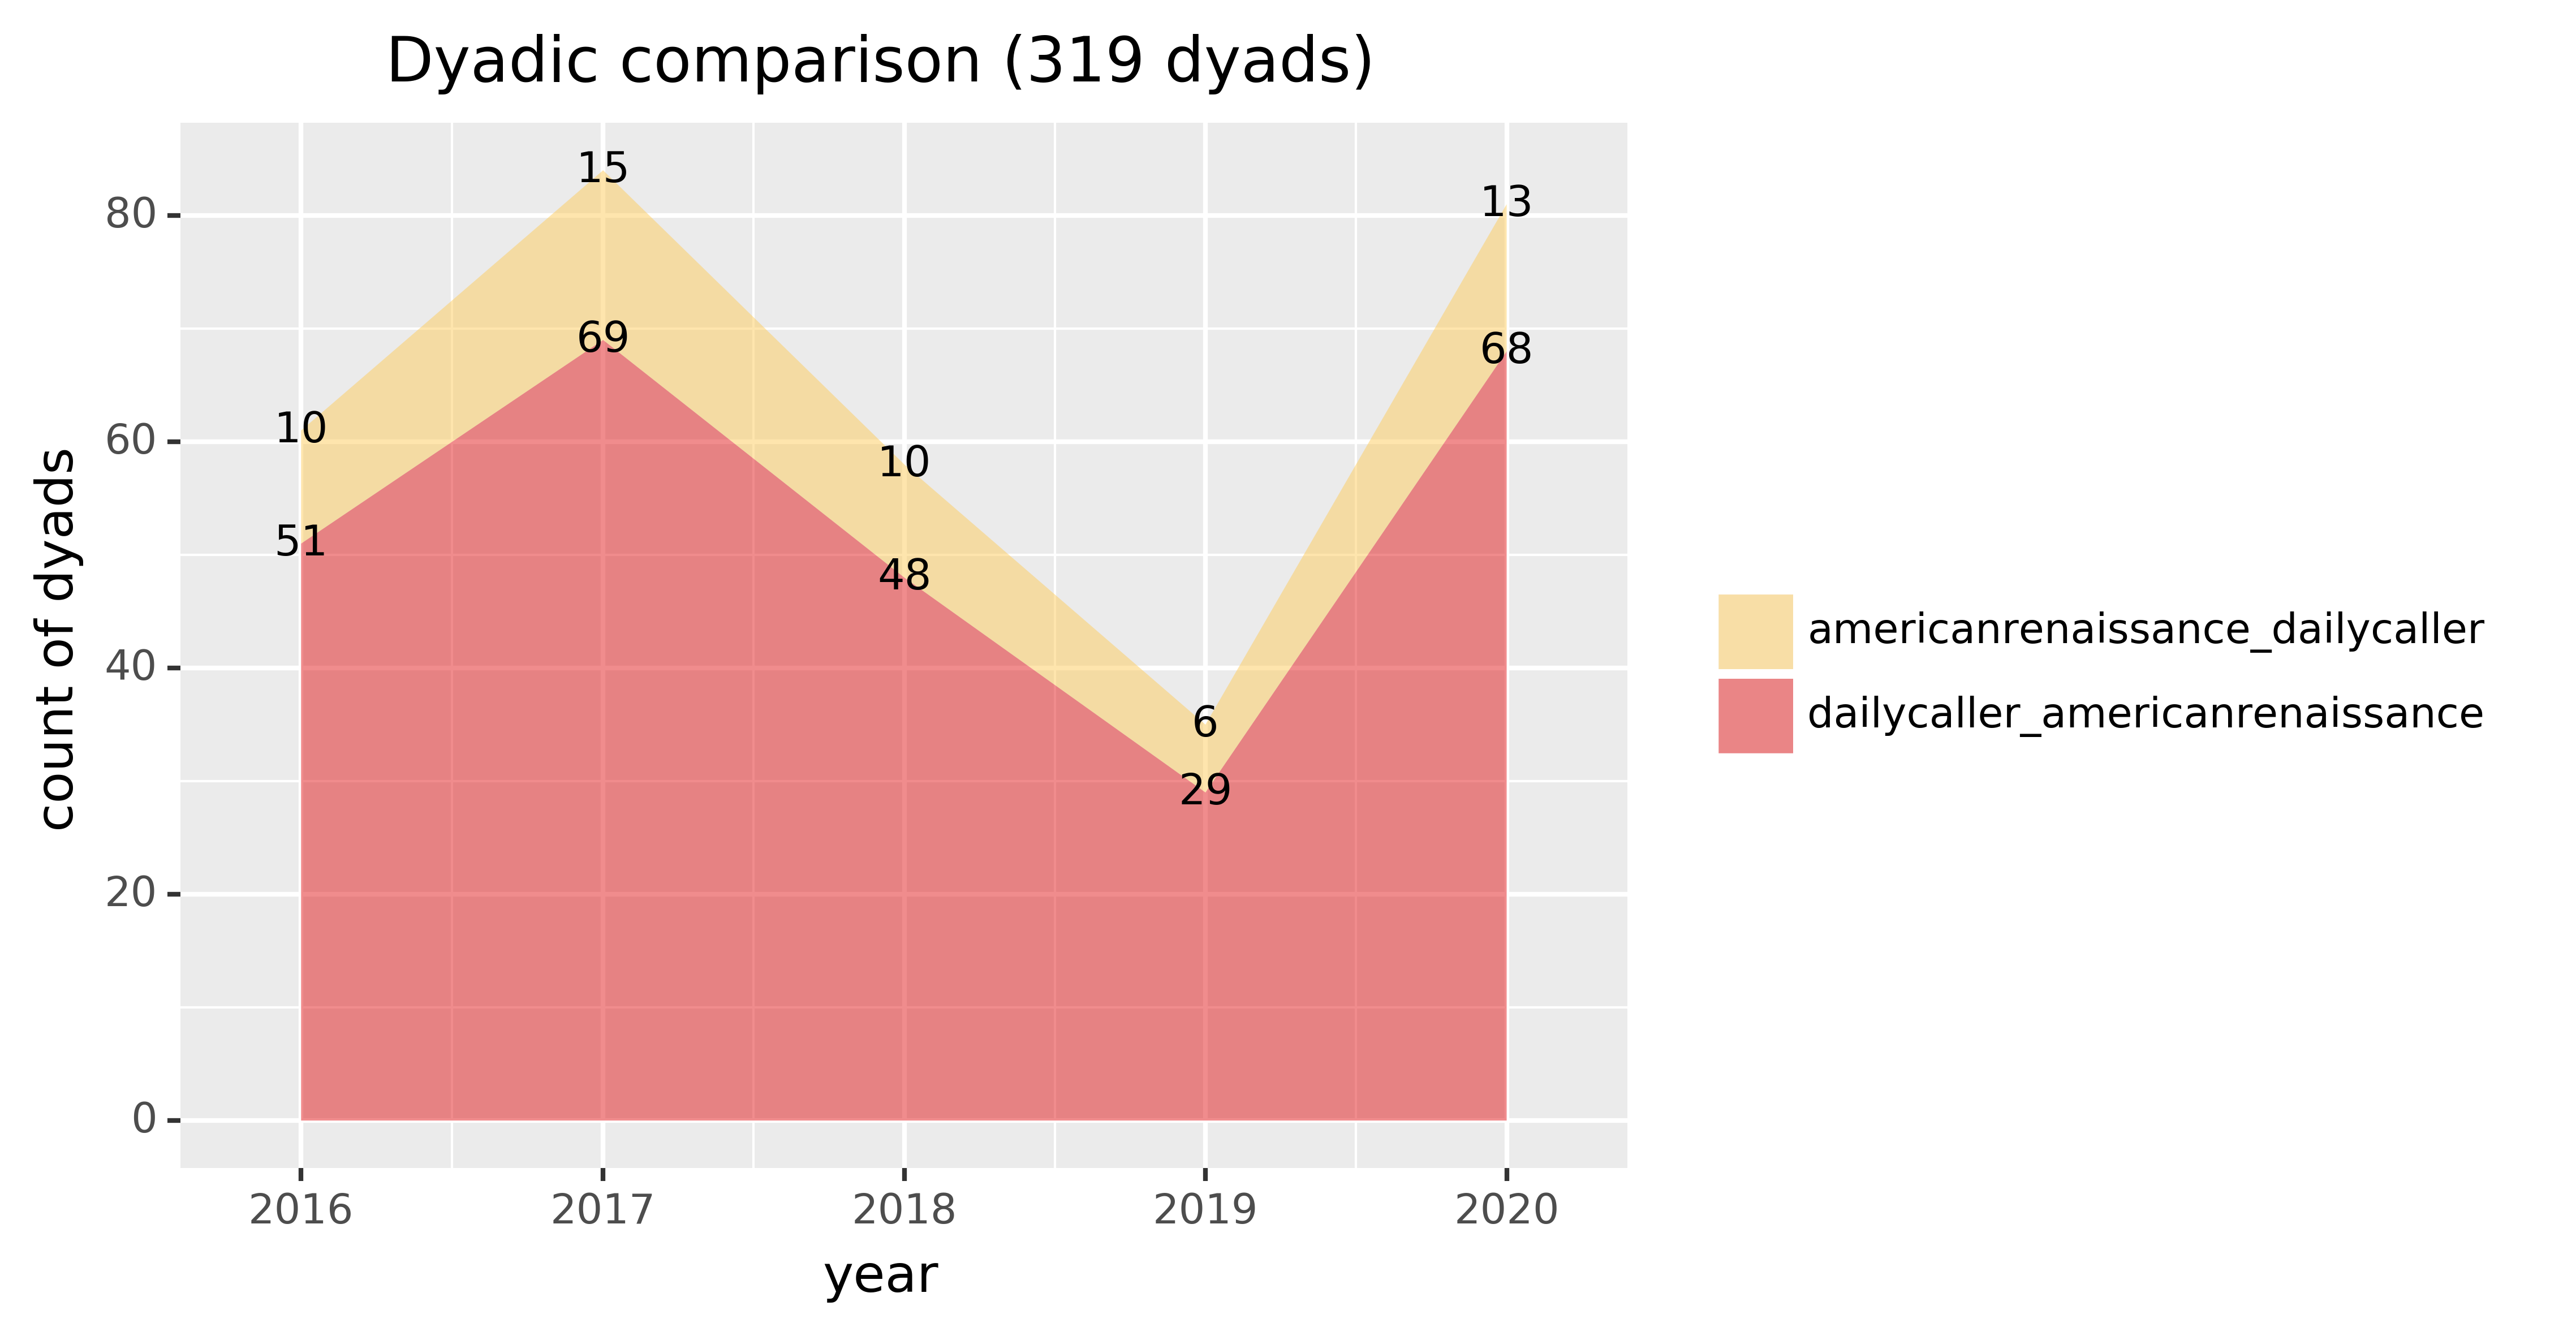 Dyadic comparison (319 dyads)
15
13
80
69
68
10
60
10
51
48
6
40
29
20
0
count of dyads
americanrenaissance_dailycaller
dailycaller_americanrenaissance
2016 2017 2018 2019 2020
year